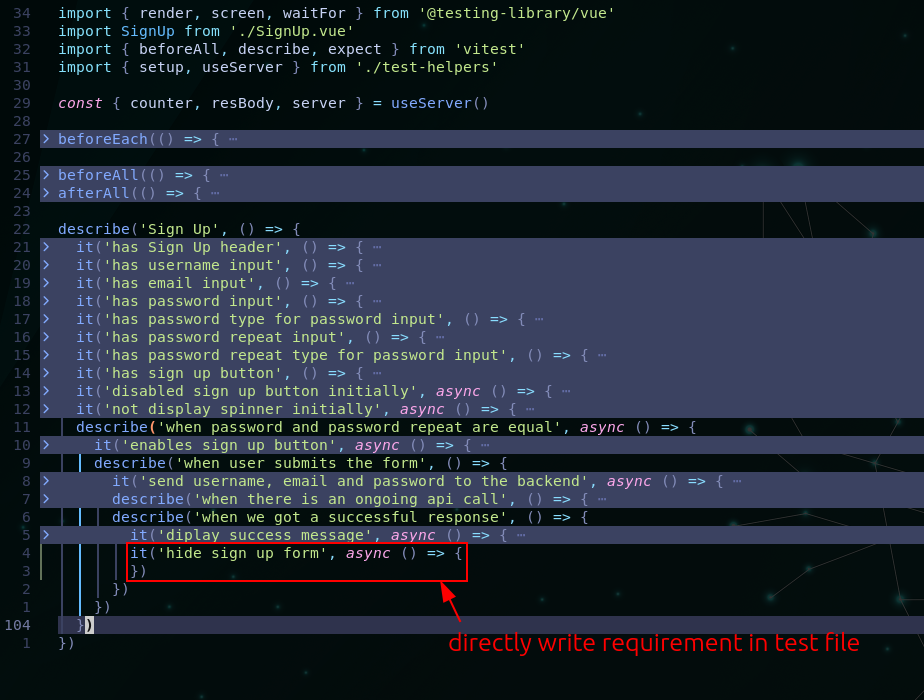 34 import { render, screen, waitFor } from '@testing-library/vue'
33 import SignUp from './SignUp.vue'
32 import { beforeAll, describe, expect } from 'vitest'
31 import { setup, useServer } from './test-helpers'
30
29 const { counter, resBody, server } = useServer()
28
27 > beforeEach(() => { ⋯
26
25 > beforeAll(() => { ⋯
24 > afterAll(() => { ⋯
23
22 describe('Sign Up', () => {
21 > it('has Sign Up header', () => { ⋯
20 > it('has username input', () => { ⋯
19 > it('has email input', () => { ⋯
18 > it('has password input', () => { ⋯
17 > it('has password type for password input', () => { ⋯
16 > it('has password repeat input', () => { ⋯
15 > it('has password repeat type for password input', () => { ⋯
14 > it('has sign up button', () => { ⋯
13 > it('disabled sign up button initially', async () => { ⋯
12 > it('not display spinner initially', async () => { ⋯
11 describe('when password and password repeat are equal', async () => {
10 > it('enables sign up button', async () => { ⋯
9 describe('when user submits the form', () => {
8 > it('send username, email and password to the backend', async () => { ⋯
7 > describe('when there is an ongoing api call', () => { ⋯
6 describe('when we got a successful response', () => {
5 > it('diplay success message', async () => { ⋯
4 it('hide sign up form', async () => {
3 })
2 })
1 })
104 })
1 })
directly write requirement in test file